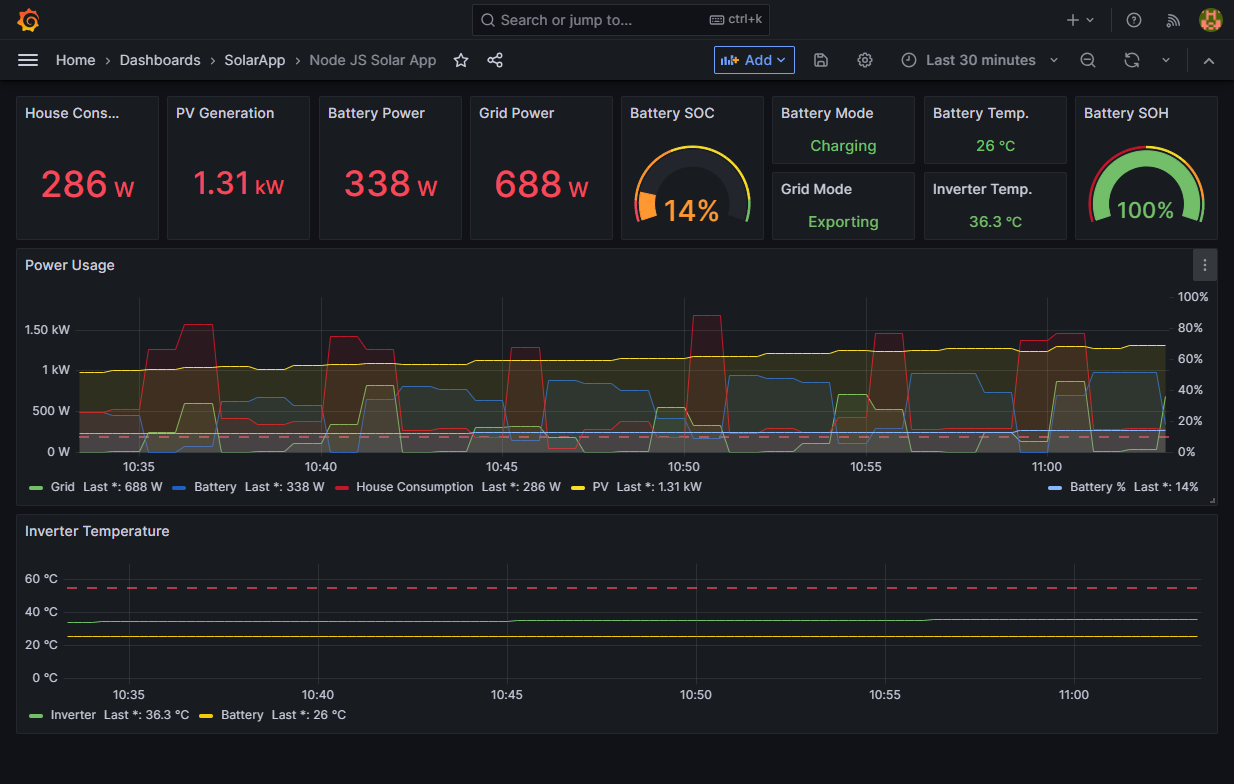 Search or jump to... ctrl+k
Home › Dashboards › SolarApp › Node JS Solar App Add Last 30 minutes
House Cons... PV Generation Battery Power Grid Power Battery SOC Battery Mode Battery Temp. Battery SOH
Charging 26 °C
286 W 1.31 kW 338 W 688 W 14% Grid Mode Inverter Temp. 100%
Exporting 36.3 °C
Power Usage
100%
1.50 kW 80%
1 kW 60%
40%
500 W 20%
0 W 0%
10:35 10:40 10:45 10:50 10:55 11:00
Grid Last *: 688 W Battery Last *: 338 W House Consumption Last *: 286 W PV Last *: 1.31 kW Battery % Last *: 14%
Inverter Temperature
60 °C
40 °C
20 °C
0 °C
10:35 10:40 10:45 10:50 10:55 11:00
Inverter Last *: 36.3 °C Battery Last *: 26 °C